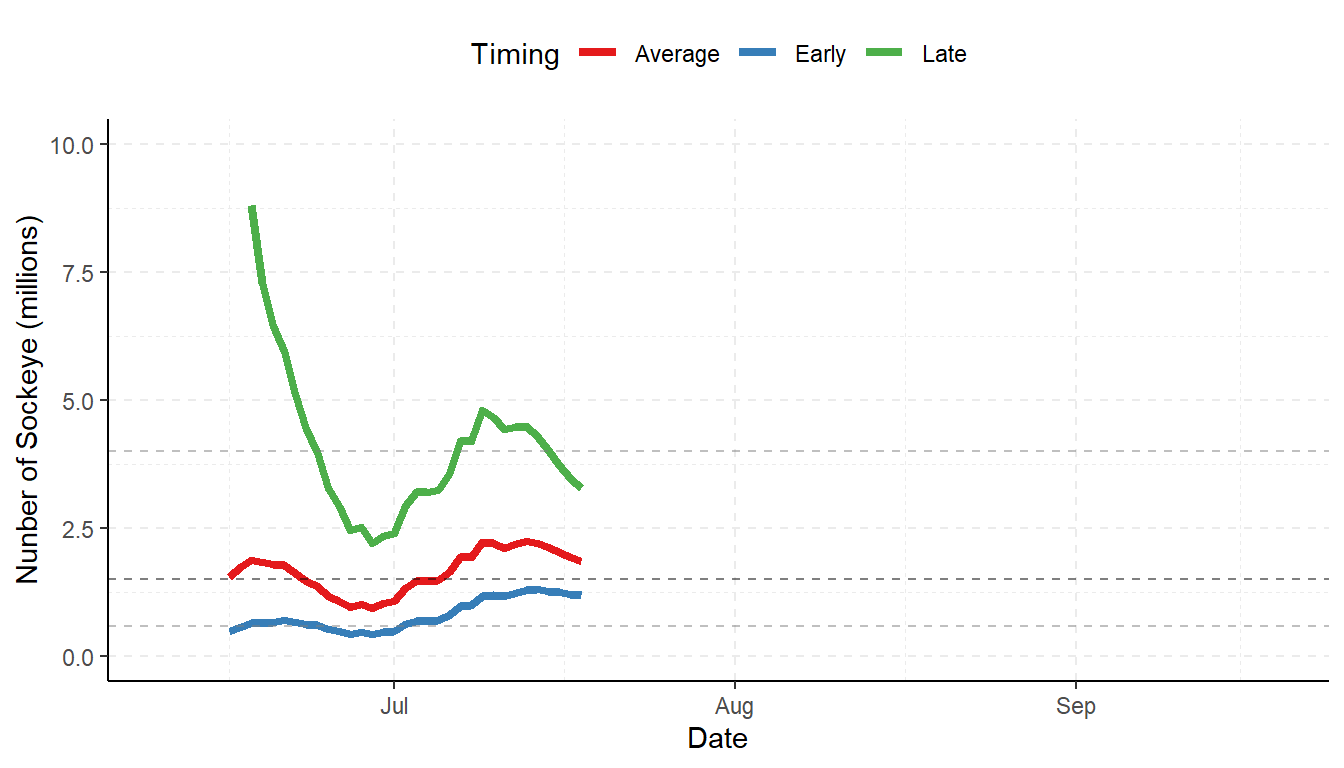 Timing Average Early Late
Nunber of Sockeye (millions)
10.0
7.5
5.0
2.5
0.0
Jul Aug Sep
Date